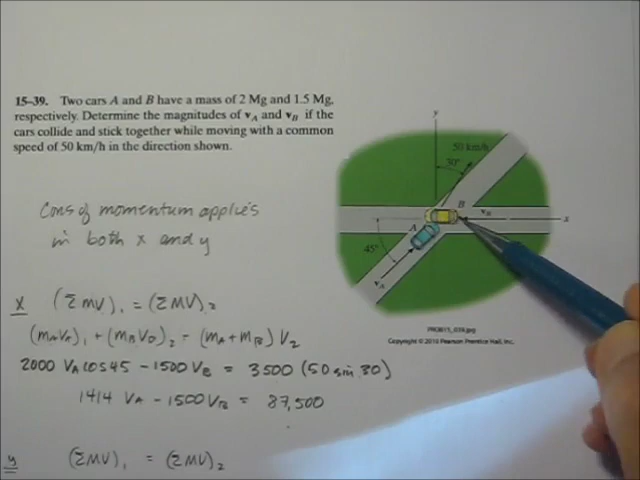 15–39. Two cars A and B have a mass of 2 Mg and 1.5 Mg,
respectively. Determine the magnitudes of vA and vB if the
cars collide and stick together while moving with a common
speed of 50 km/h in the direction shown.
Cons of momentum applies
in both x and y
x (ΣMV)1 = (ΣMV)2
(mAVA)1 + (mBVB)2 = (mA+mB) V2
2000 VA cos45 − 1500 VB = 3500 (50 sin 30)
1414 VA − 1500 VB = 87,500
y (ΣMV)1 = (ΣMV)2
y
50 km/h
30°
B
vB
x
A
45°
vA
PROB15_039.jpg
Copyright © 2010 Pearson Prentice Hall, Inc.